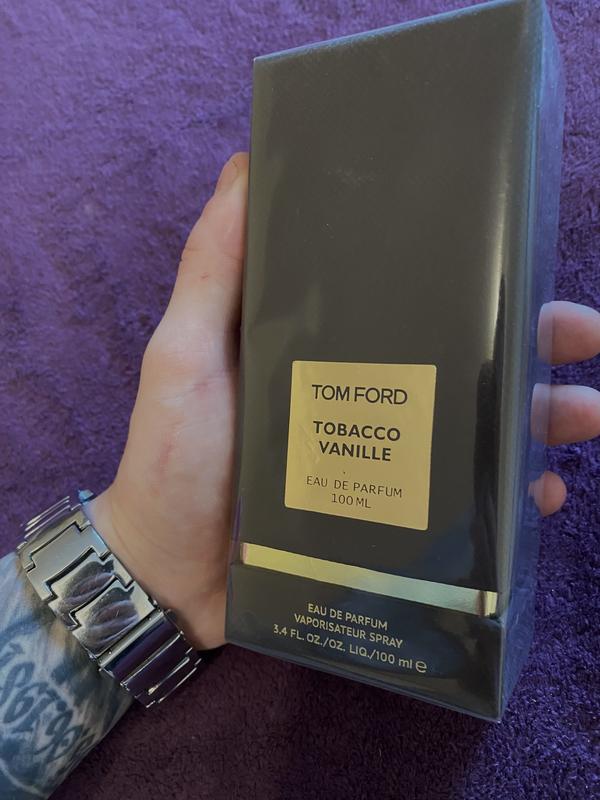 TOM FORD
TOBACCO
VANILLE
EAU DE PARFUM
100 ML
EAU DE PARFUM
VAPORISATEUR SPRAY
3.4 FL. OZ./OZ. LIQ./100 ml ℮